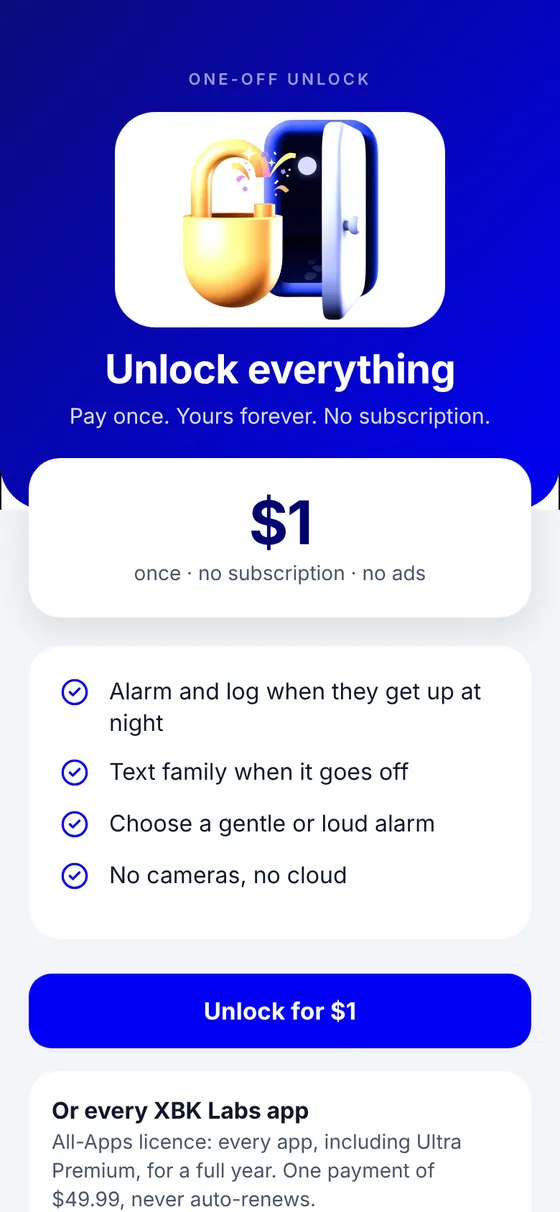 ONE-OFF UNLOCK
Unlock everything
Pay once. Yours forever. No subscription.
$1
once · no subscription · no ads
Alarm and log when they get up at
night
Text family when it goes off
Choose a gentle or loud alarm
No cameras, no cloud
Unlock for $1
Or every XBK Labs app
All-Apps licence: every app, including Ultra
Premium, for a full year. One payment of
$49.99, never auto-renews.